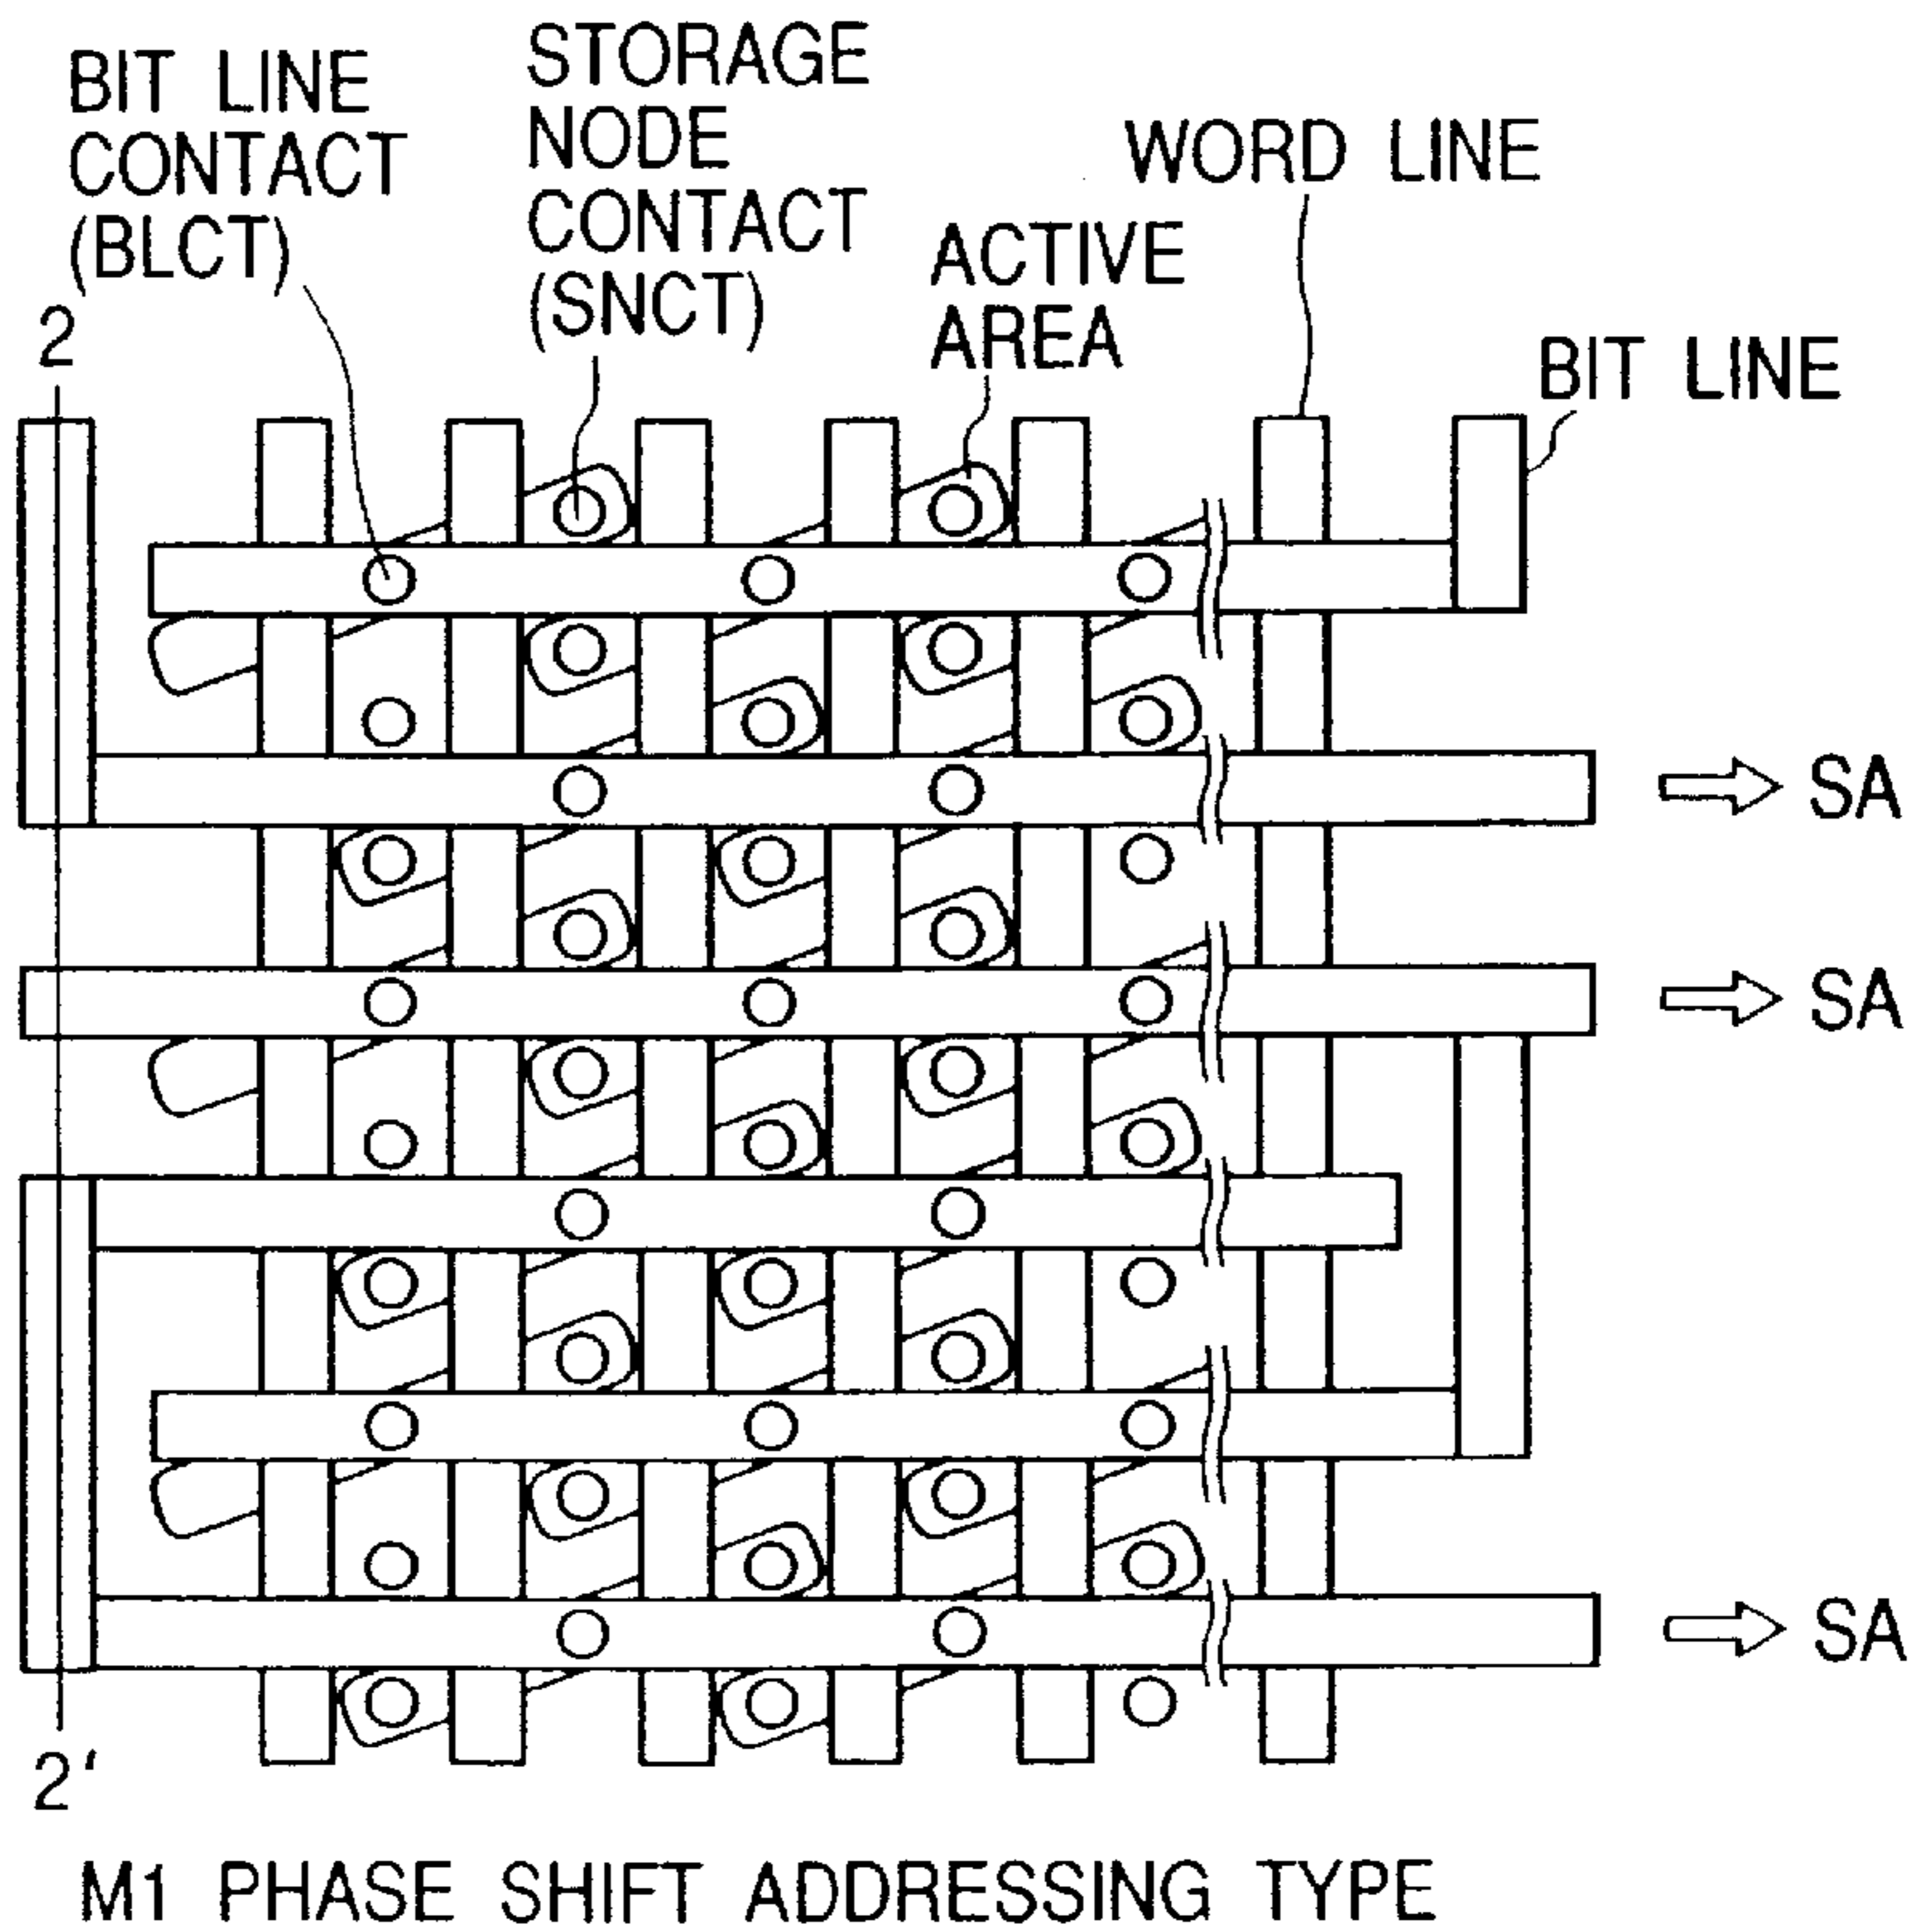 BIT LINE
CONTACT
(BLCT)
STORAGE
NODE
CONTACT
(SNCT)
ACTIVE
AREA
WORD LINE
BIT LINE
2
SA
SA
SA
2'
M1 PHASE SHIFT ADDRESSING TYPE